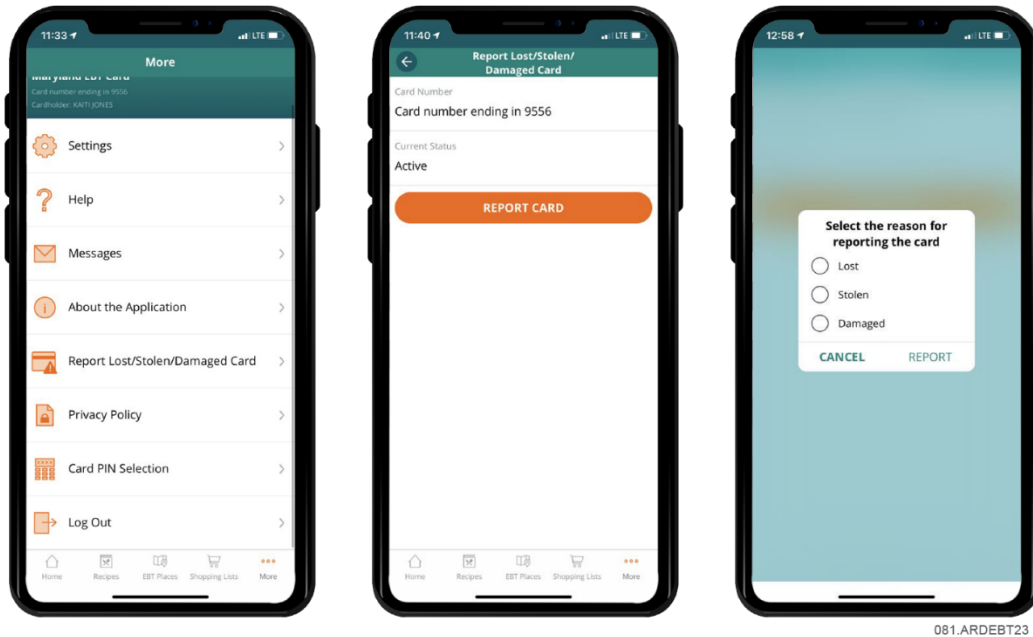 11:33
LTE
More
Maryland EBT Card
Card number ending in 9556
Cardholder: KAITI JONES
Settings
Help
Messages
About the Application
Report Lost/Stolen/Damaged Card
Privacy Policy
Card PIN Selection
Log Out
Home Recipes EBT Places Shopping Lists More
11:40
LTE
Report Lost/Stolen/
Damaged Card
Card Number
Card number ending in 9556
Current Status
Active
REPORT CARD
Home Recipes EBT Places Shopping Lists More
12:58
LTE
Select the reason for
reporting the card
Lost
Stolen
Damaged
CANCEL REPORT
081.ARDEBT23